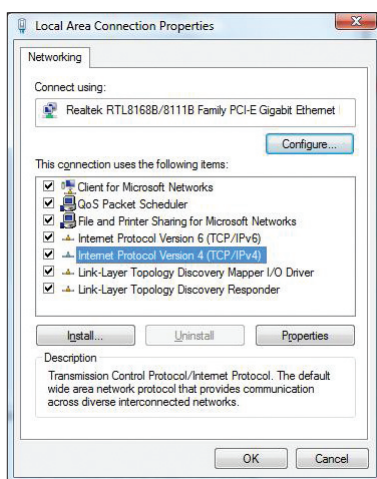 Local Area Connection Properties
Networking
Connect using:
Realtek RTL8168B/8111B Family PCI-E Gigabit Ethernet
Configure...
This connection uses the following items:
Client for Microsoft Networks
QoS Packet Scheduler
File and Printer Sharing for Microsoft Networks
Internet Protocol Version 6 (TCP/IPv6)
Internet Protocol Version 4 (TCP/IPv4)
Link-Layer Topology Discovery Mapper I/O Driver
Link-Layer Topology Discovery Responder
Install... Uninstall Properties
Description
Transmission Control Protocol/Internet Protocol. The default
wide area network protocol that provides communication
across diverse interconnected networks.
OK Cancel